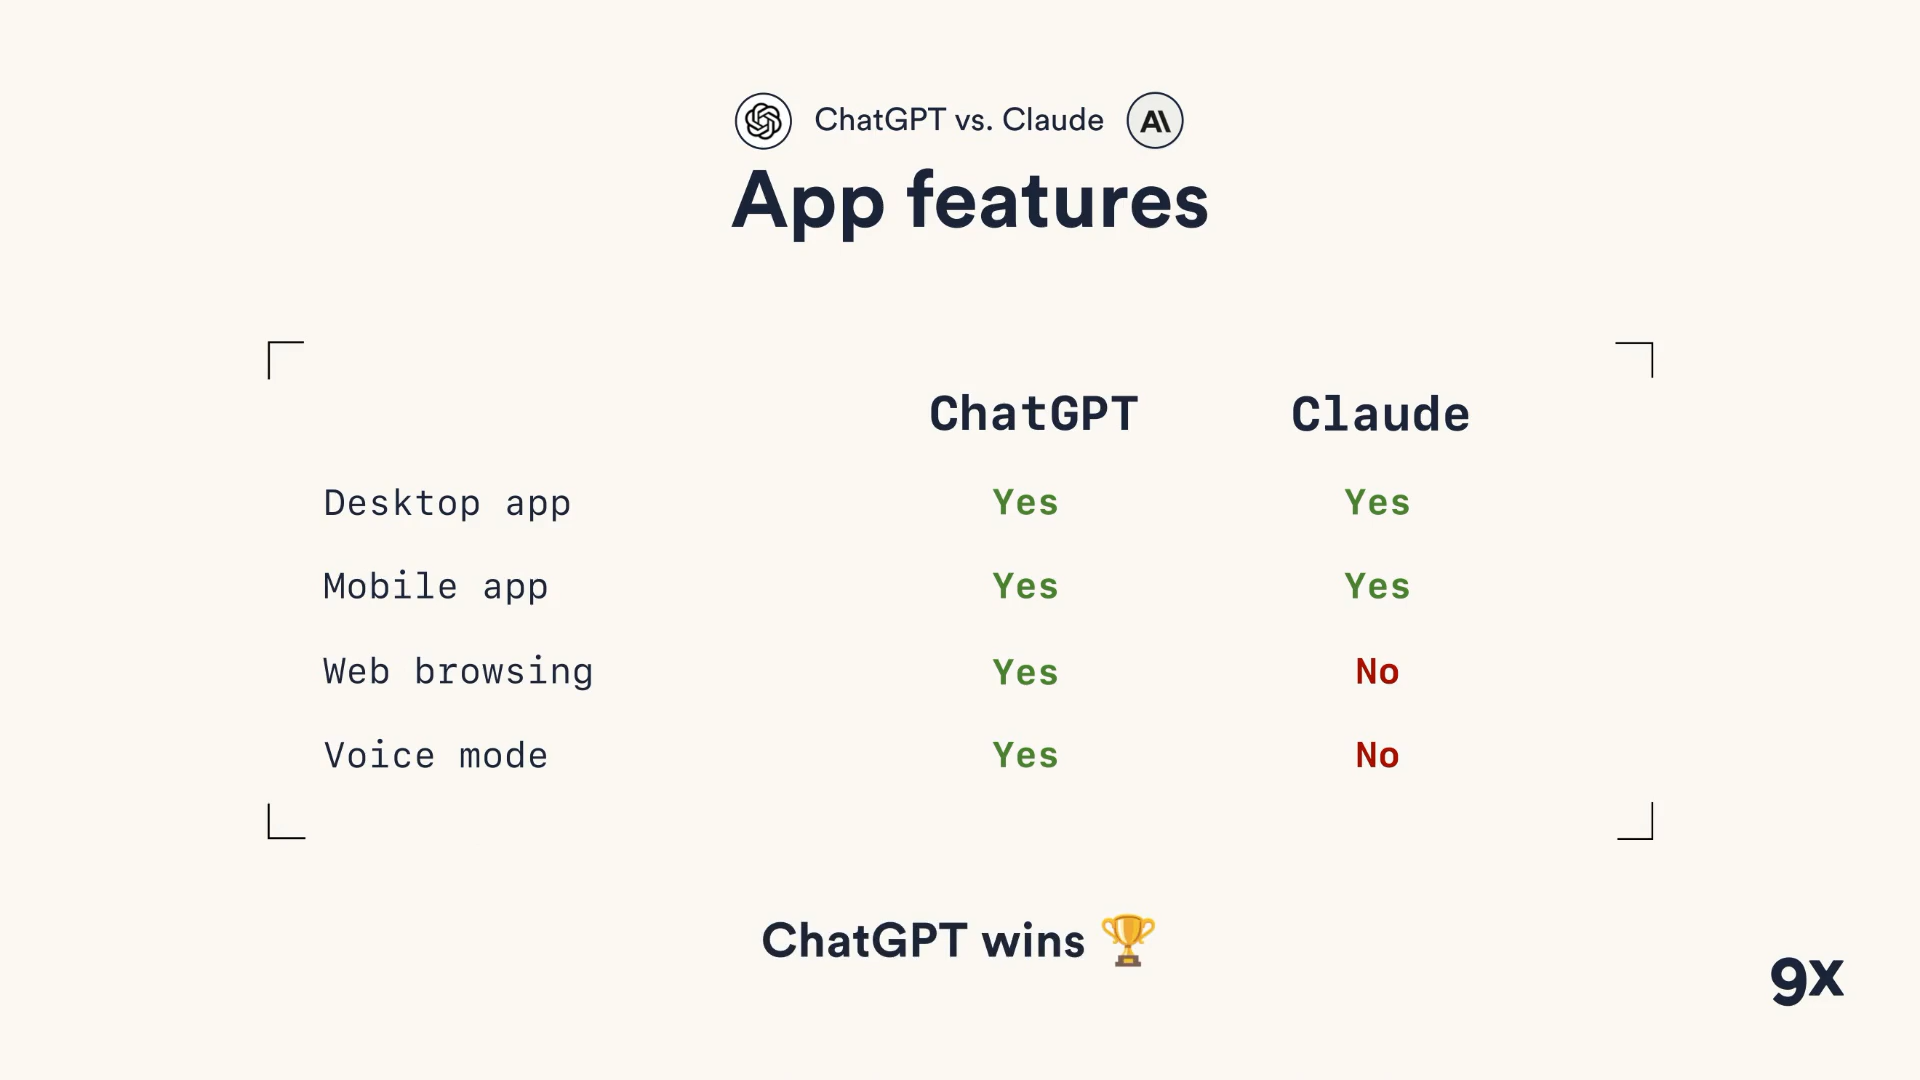 ChatGPT vs. Claude
App features
ChatGPT Claude
Desktop app Yes Yes
Mobile app Yes Yes
Web browsing Yes No
Voice mode Yes No
ChatGPT wins 🏆
9x